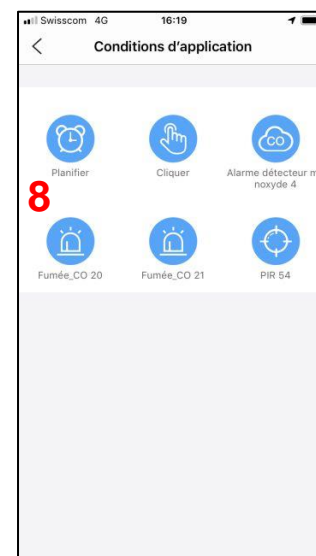 Swisscom 4G 16:19
Conditions d'application
Planifier Cliquer Alarme détecteur m
noxyde 4
CO
8
Fumée_CO 20 Fumée_CO 21 PIR 54